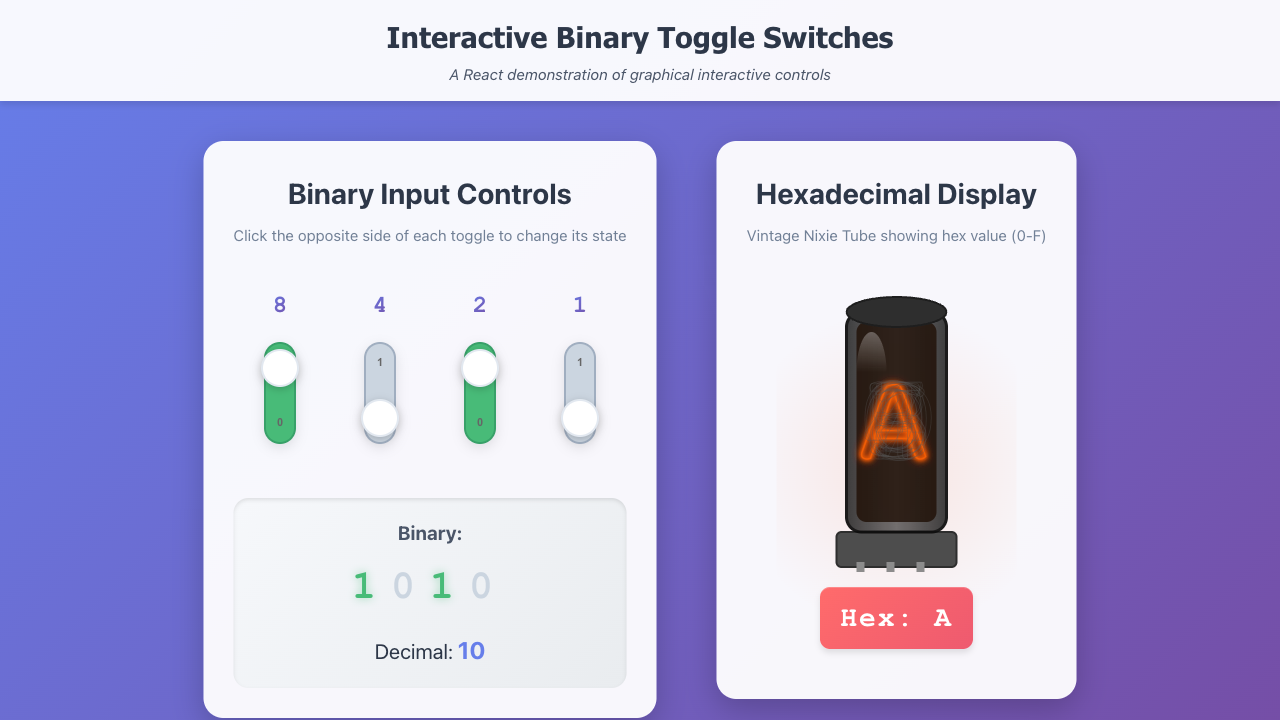 Interactive Binary Toggle Switches
A React demonstration of graphical interactive controls
Binary Input Controls
Click the opposite side of each toggle to change its state
8 4 2 1
1 1
0 0
Binary:
1 0 1 0
Decimal: 10
Hexadecimal Display
Vintage Nixie Tube showing hex value (0-F)
A
Hex: A